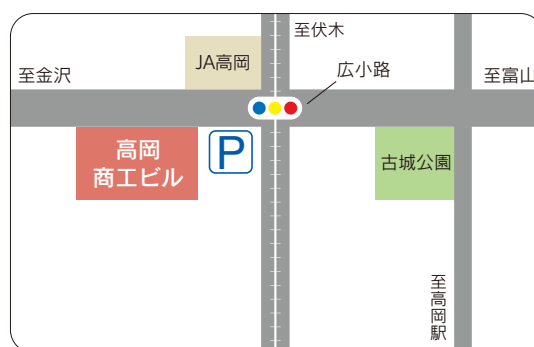 至伏木
JA高岡
至金沢
広小路
至富山
高岡
商工ビル
P
古城公園
至高岡駅